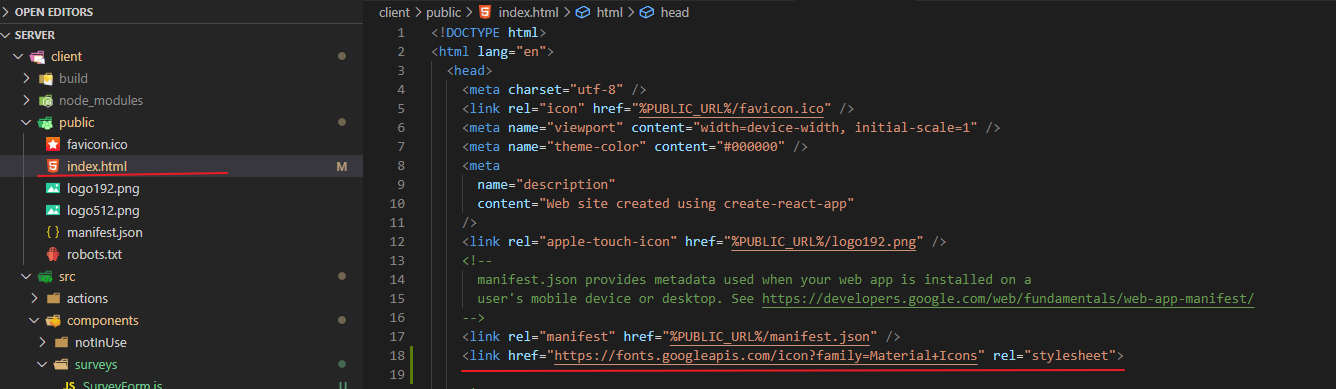 OPEN EDITORS
SERVER
client
build
node_modules
public
favicon.ico
index.html M
logo192.png
logo512.png
manifest.json
robots.txt
src
actions
components
notInUse
surveys
SurveyForm.js U
client > public > index.html > html > head
1 <!DOCTYPE html>
2 <html lang="en">
3 <head>
4 <meta charset="utf-8" />
5 <link rel="icon" href="%PUBLIC_URL%/favicon.ico" />
6 <meta name="viewport" content="width=device-width, initial-scale=1" />
7 <meta name="theme-color" content="#000000" />
8 <meta
9 name="description"
10 content="Web site created using create-react-app"
11 />
12 <link rel="apple-touch-icon" href="%PUBLIC_URL%/logo192.png" />
13 <!--
14 manifest.json provides metadata used when your web app is installed on a
15 user's mobile device or desktop. See https://developers.google.com/web/fundamentals/web-app-manifest/
16 -->
17 <link rel="manifest" href="%PUBLIC_URL%/manifest.json" />
18 <link href="https://fonts.googleapis.com/icon?family=Material+Icons" rel="stylesheet">
19